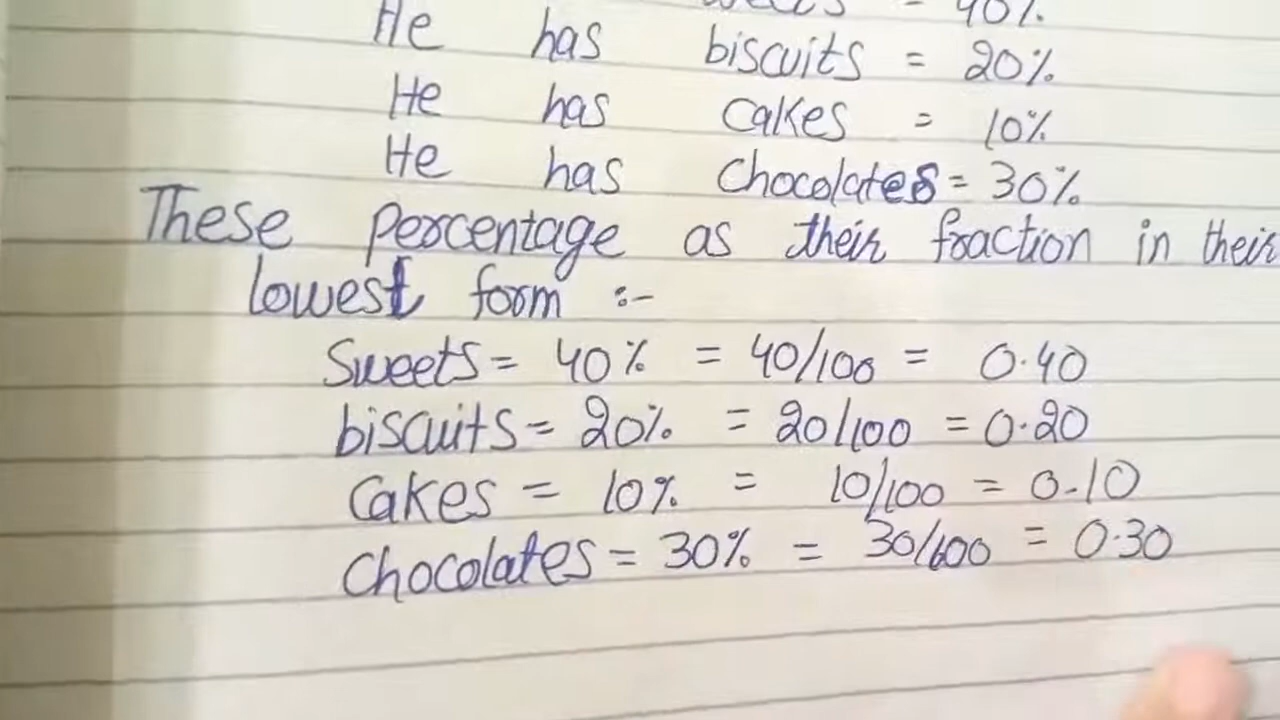 = 40%
He has biscuits = 20%
He has Cakes = 10%
He has Chocolates = 30%
These percentage as their fraction in their
lowest form :-
Sweets = 40% = 40/100 = 0.40
biscuits = 20% = 20/100 = 0.20
Cakes = 10% = 10/100 = 0.10
Chocolates = 30% = 30/100 = 0.30